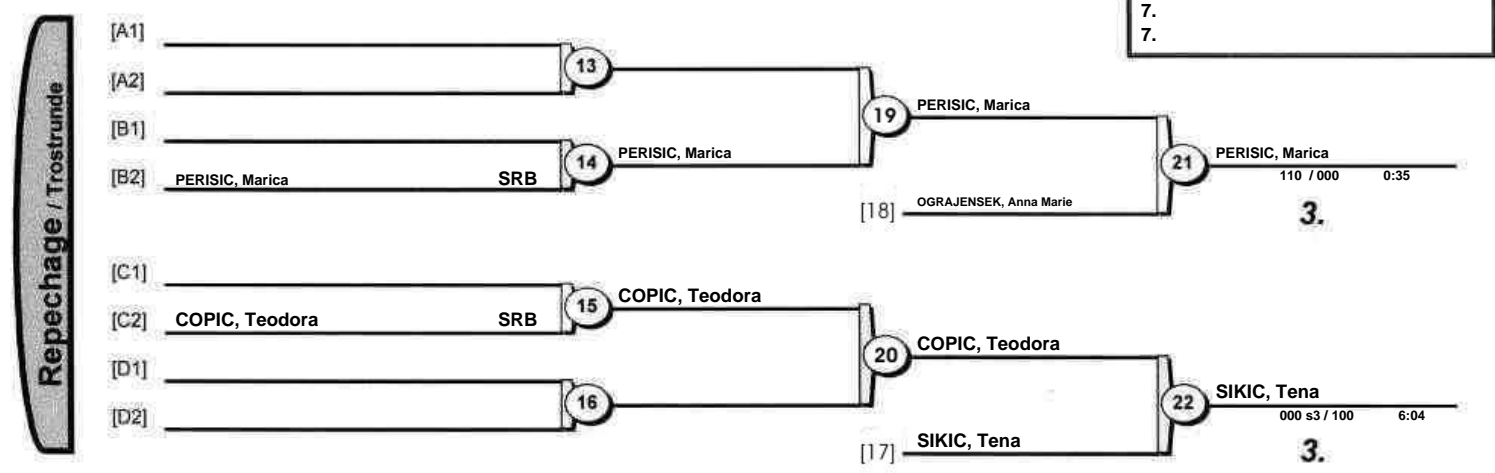 7.
7.
Repechage / Trostrunde
[A1]
13
[A2]
PERISIC, Marica
19
[B1]
PERISIC, Marica
14
PERISIC, Marica
21
[B2] PERISIC, Marica SRB
110 / 000 0:35
[18] OGRAJENSEK, Anna Marie
3.
[C1]
15 COPIC, Teodora
[C2] COPIC, Teodora SRB
COPIC, Teodora
20
[D1]
SIKIC, Tena
16
22
000 s3 / 100 6:04
[D2]
[17] SIKIC, Tena
3.